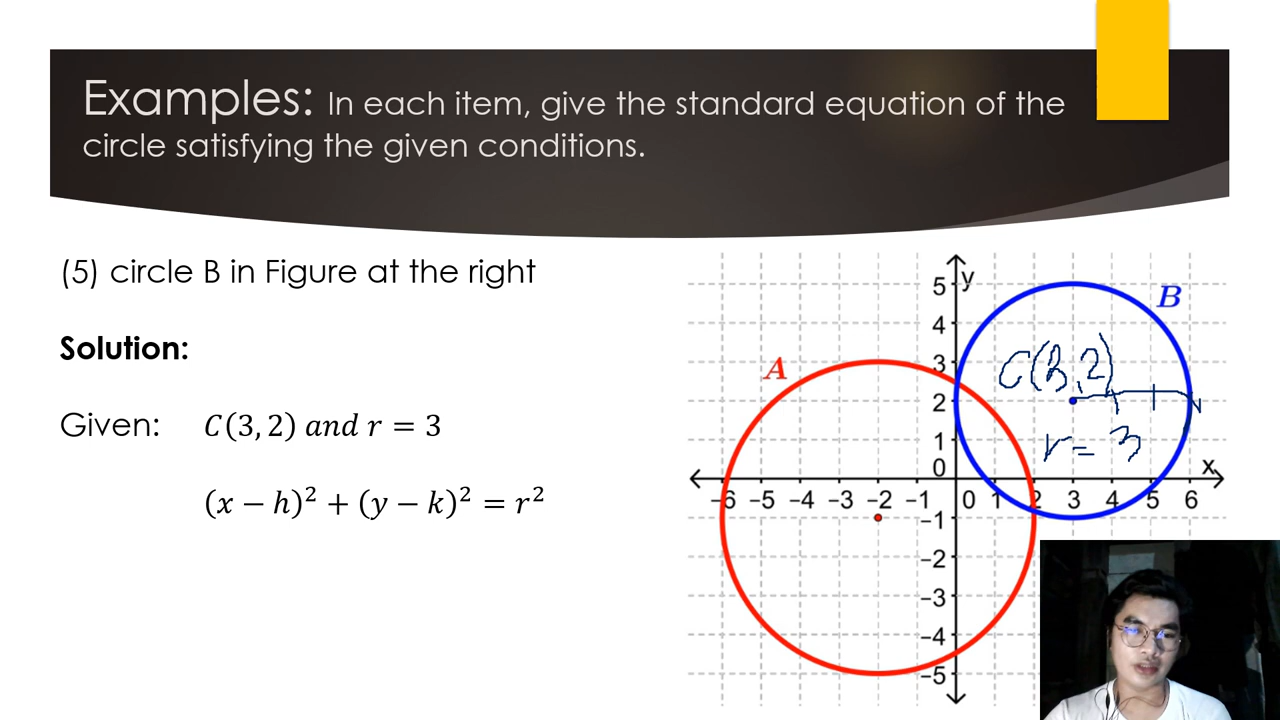 Examples: In each item, give the standard equation of the
circle satisfying the given conditions.
(5) circle B in Figure at the right
Solution:
Given: C(3, 2) and r = 3
(x − h)² + (y − k)² = r²
y
5
4
3
2
1
0
−6 −5 −4 −3 −2 −1 0 1 2 3 4 5 6
x
−1
−2
−3
−4
−5
A
B
C(3,2)
r = 3